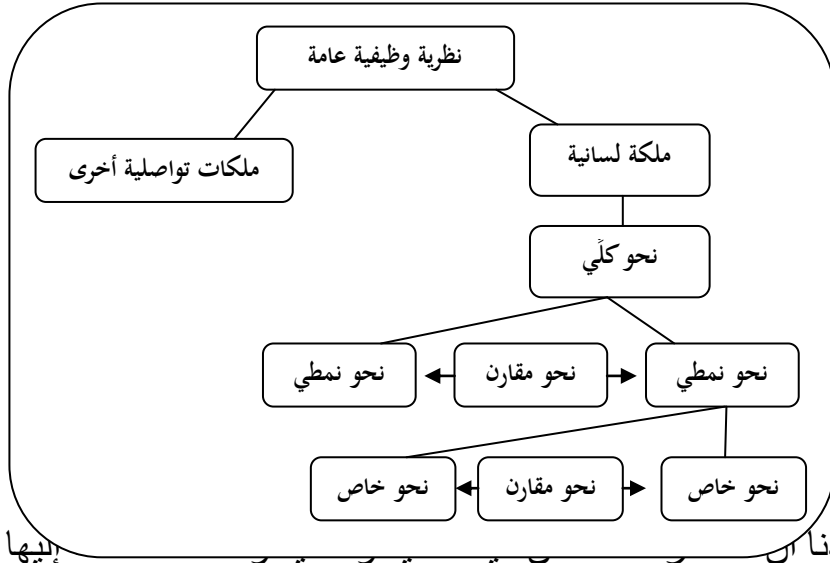 نظرية وظيفية عامة
ملكة لسانية
ملكات تواصلية أخرى
نحو كلّي
نحو نمطي
نحو مقارن
نحو نمطي
نحو خاص
نحو مقارن
نحو خاص
إليها